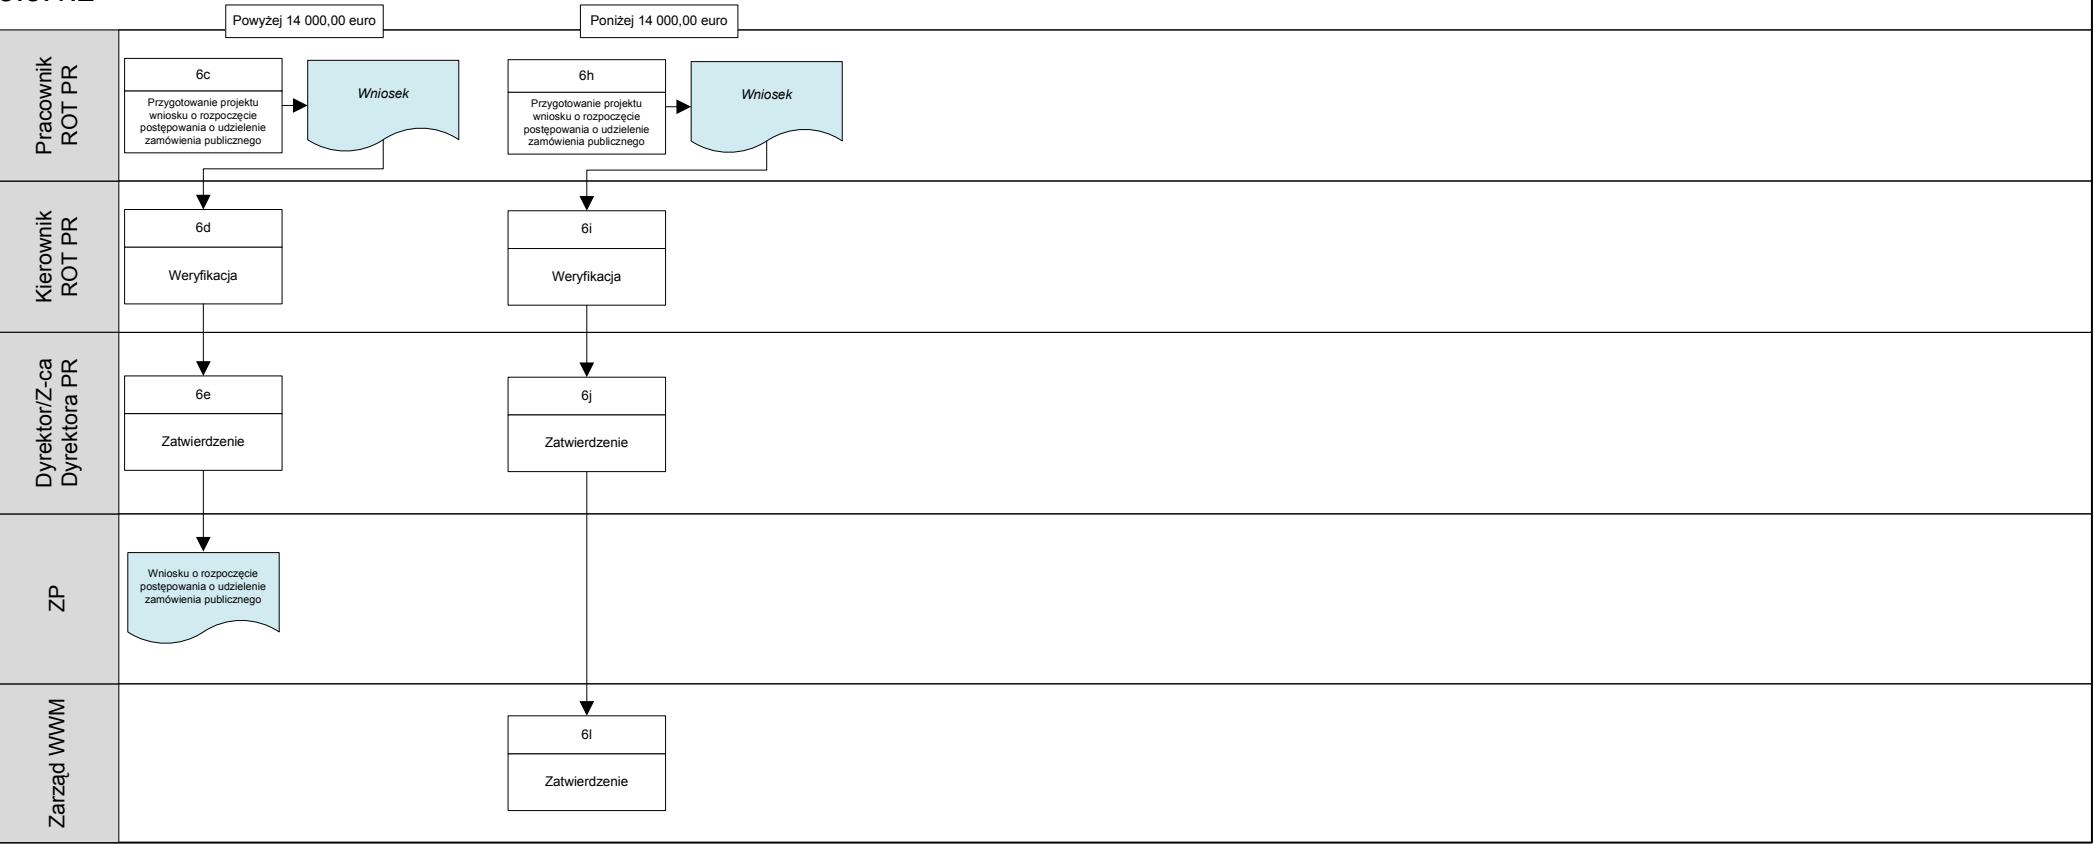 Powyżej 14 000,00 euro
Poniżej 14 000,00 euro
Pracownik
ROT PR
6c
Przygotowanie projektu
wniosku o rozpoczęcie
postępowania o udzielenie
zamówienia publicznego
Wniosek
6h
Przygotowanie projektu
wniosku o rozpoczęcie
postępowania o udzielenie
zamówienia publicznego
Wniosek
Kierownik
ROT PR
6d
Weryfikacja
6i
Weryfikacja
Dyrektor/Z-ca
Dyrektora PR
6e
Zatwierdzenie
6j
Zatwierdzenie
ZP
Wniosku o rozpoczęcie
postępowania o udzielenie
zamówienia publicznego
Zarząd WWM
6l
Zatwierdzenie